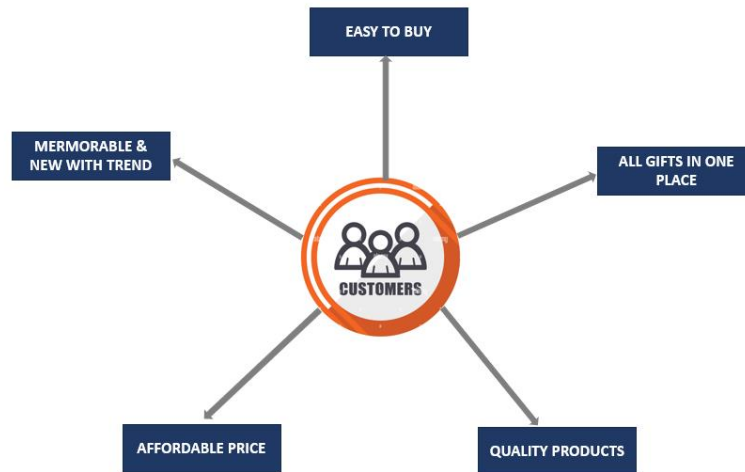 EASY TO BUY
MERMORABLE &
NEW WITH TREND
ALL GIFTS IN ONE
PLACE
CUSTOMERS
AFFORDABLE PRICE
QUALITY PRODUCTS